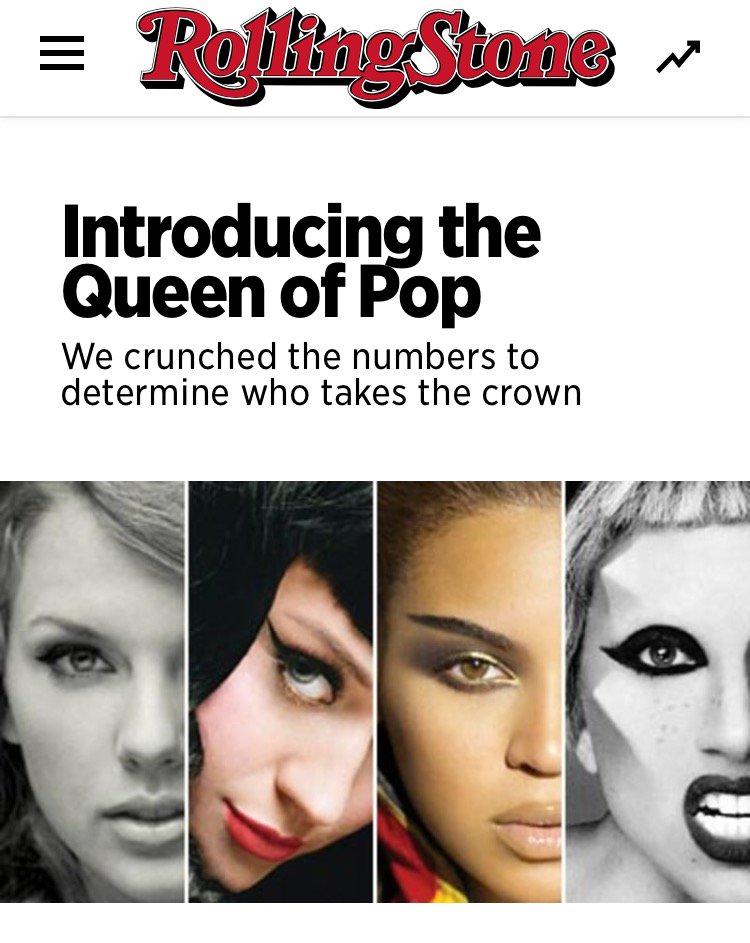 RollingStone
Introducing the
Queen of Pop
We crunched the numbers to
determine who takes the crown